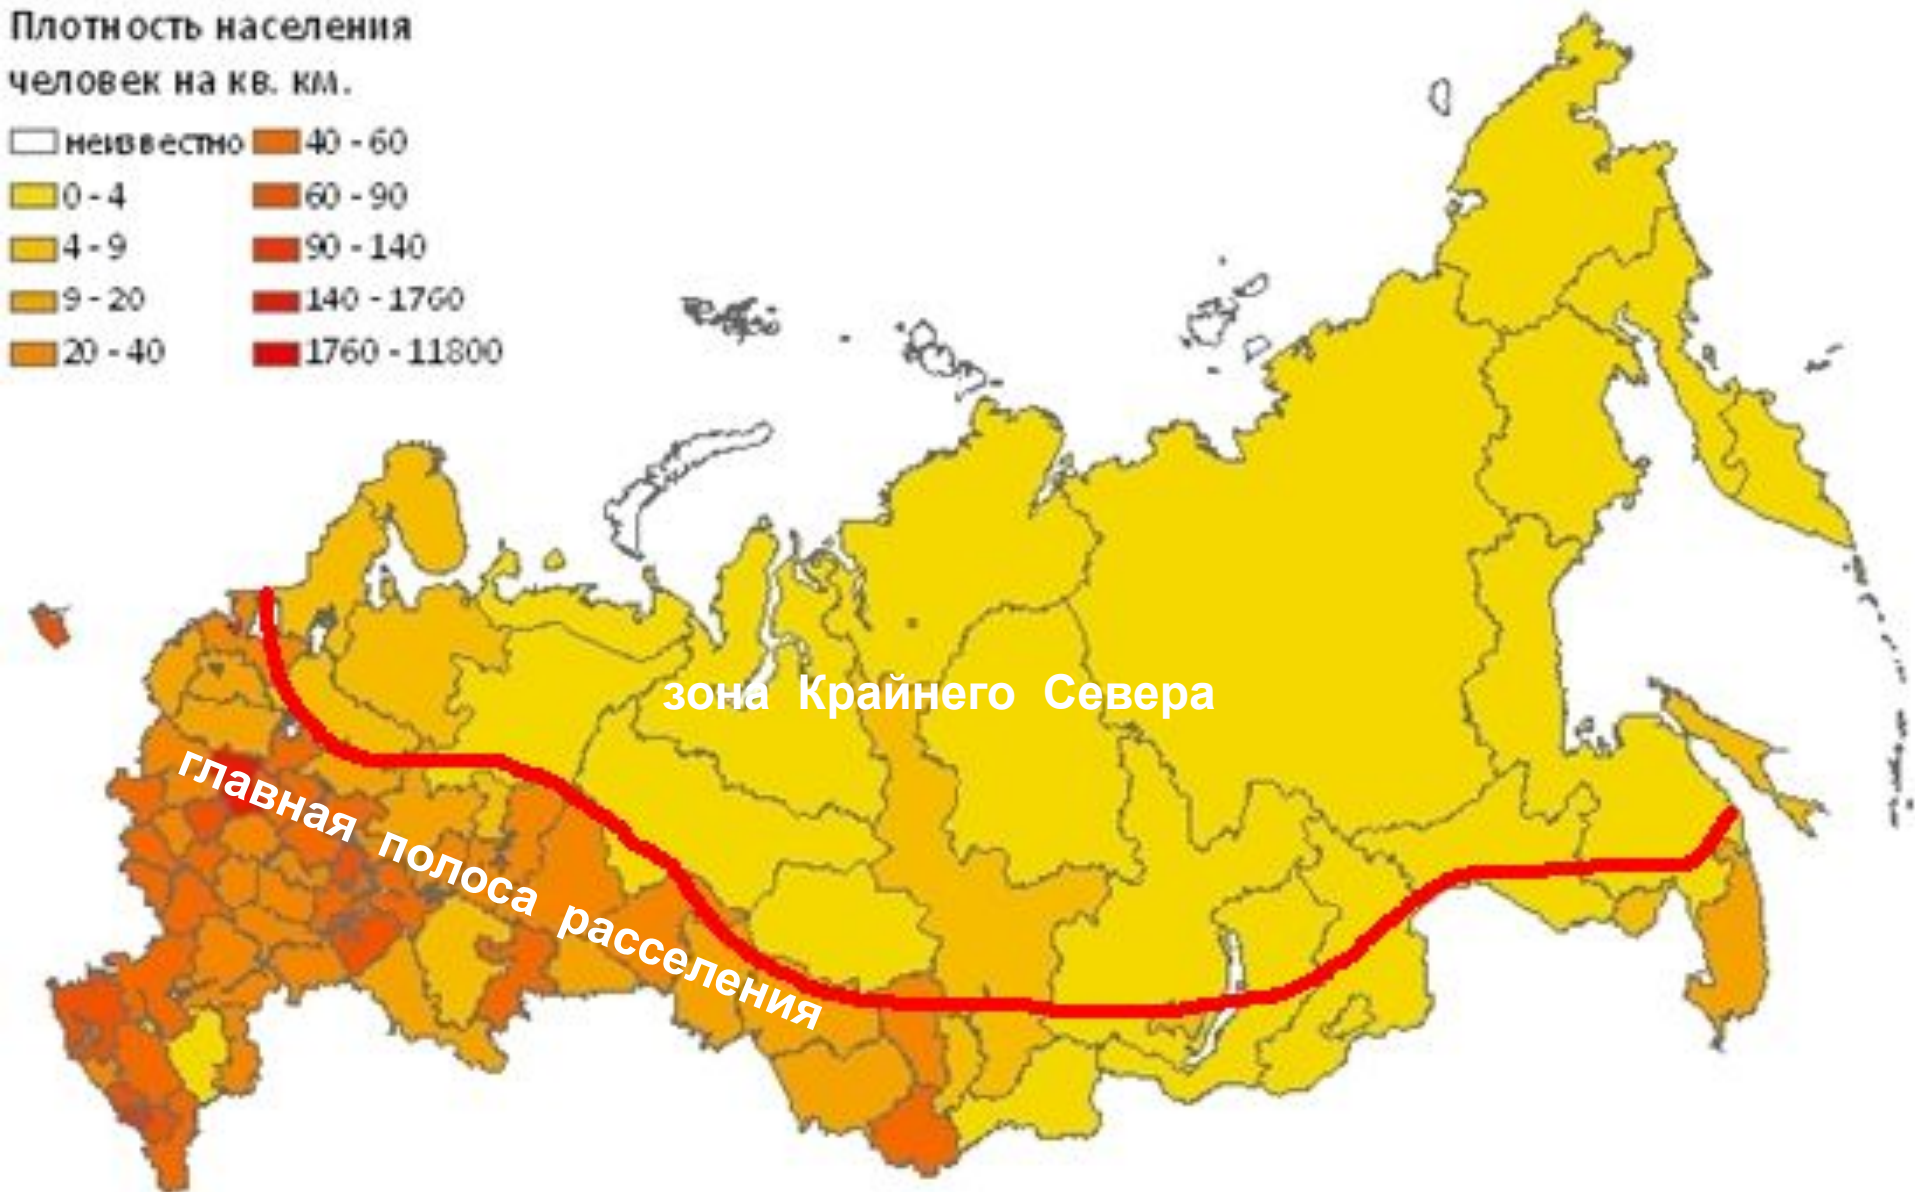 Плотность населения
человек на кв. км.
неизвестно
0 - 4
4 - 9
9 - 20
20 - 40
40 - 60
60 - 90
90 - 140
140 - 1760
1760 - 11800
зона Крайнего Севера
главная полоса расселения